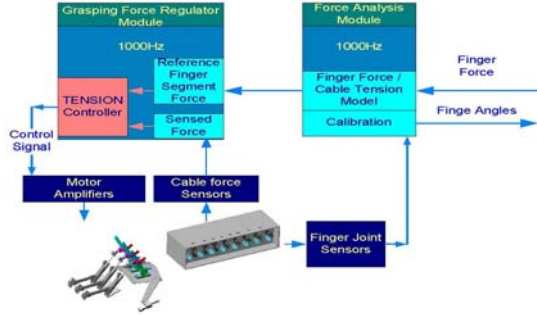 Grasping Force Regulator
Module
1000Hz
Reference
Finger
Segment
Force
TENSION
Controller
Sensed
Force
Control
Signal
Motor
Amplifiers
Cable force
Sensors
Force Analysis
Module
1000Hz
Finger Force /
Cable Tension
Model
Calibration
Finger
Force
Finge Angles
Finger Joint
Sensors